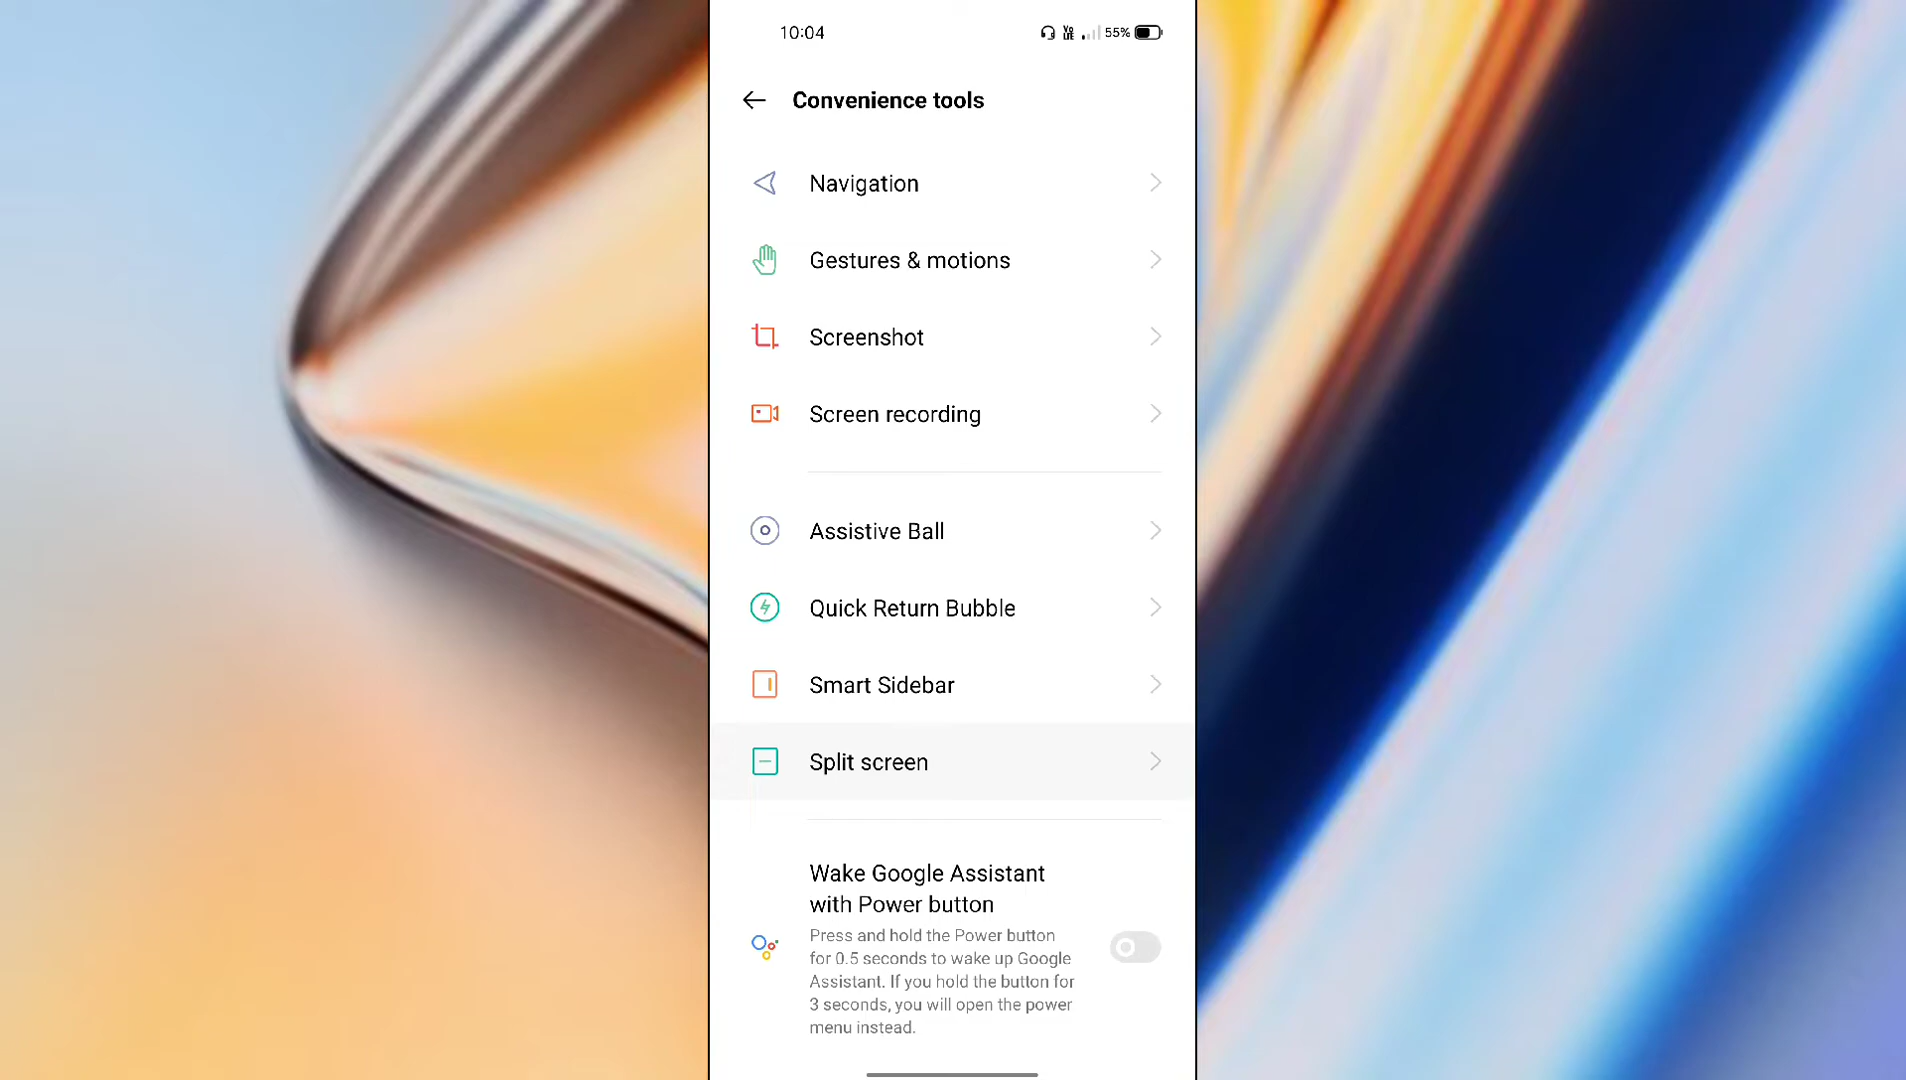 10:04
Vo
LTE
55%
Convenience tools
Navigation
Gestures & motions
Screenshot
Screen recording
Assistive Ball
Quick Return Bubble
Smart Sidebar
Split screen
Wake Google Assistant
with Power button
Press and hold the Power button
for 0.5 seconds to wake up Google
Assistant. If you hold the button for
3 seconds, you will open the power
menu instead.